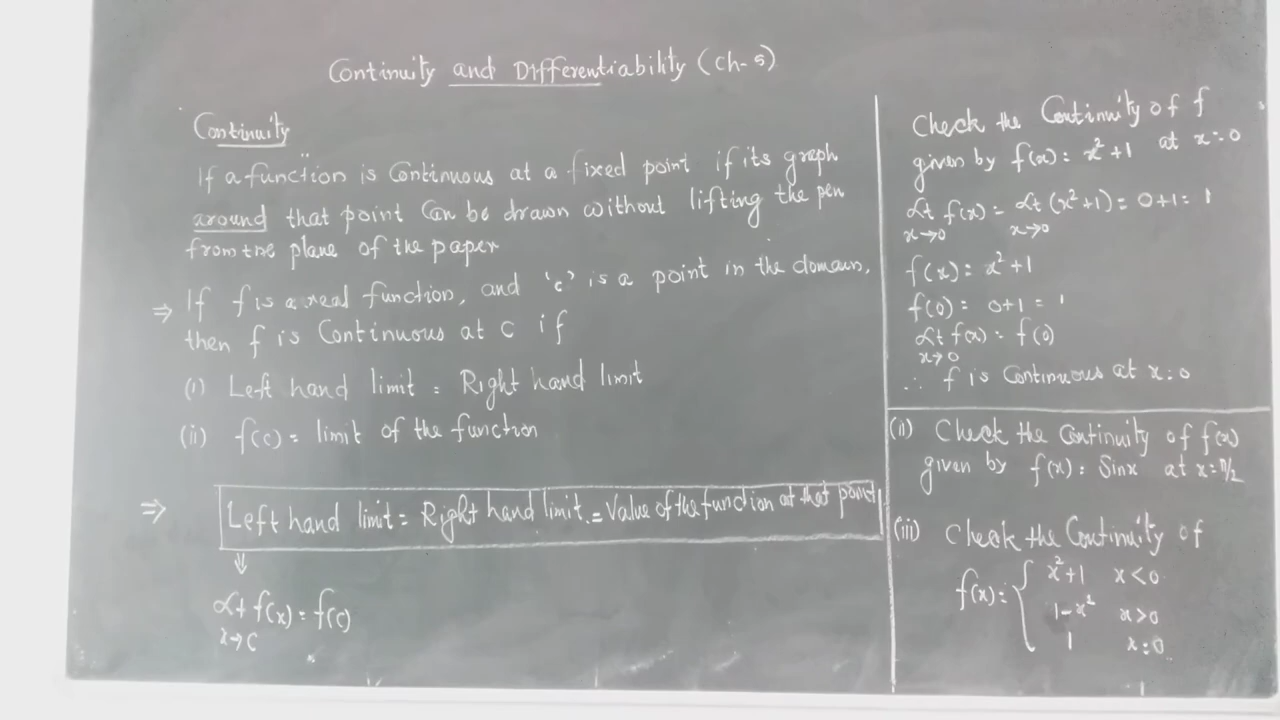 Continuity and Differentiability (Ch-5)
Continuity
If a function is Continuous at a fixed point if its graph
around that point Can be drawn without lifting the pen
from the plane of the paper
⇒ If f is a real function, and 'c' is a point in the domain,
then f is Continuous at C if
(i) Left hand limit = Right hand limit
(ii) f(c) = limit of the function
⇒ Left hand limit = Right hand limit = Value of the function at that point
⇓
Lt f(x) = f(c)
x→c
Check the Continuity of f
given by f(x) = x²+1 at x=0
Lt f(x) = Lt (x²+1) = 0+1 = 1
x→0 x→0
f(x) = x²+1
f(0) = 0+1 = 1
Lt f(x) = f(0)
x→0
∴ f is Continuous at x=0
(ii) Check the Continuity of f(x)
given by f(x) = Sinx at x=π/2
(iii) Check the Continuity of
f(x) = { x²+1 x<0
1-x² x>0
1 x=0